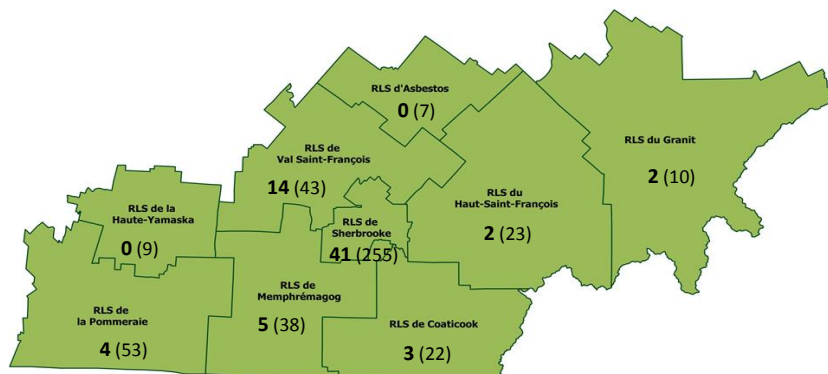 RLS d'Asbestos
0 (7)
RLS du Granit
2 (10)
RLS de
Val Saint-François
14 (43)
RLS de la
Haute-Yamaska
0 (9)
RLS de
Sherbrooke
41 (255)
RLS du
Haut-Saint-François
2 (23)
RLS de
la Pommeraie
4 (53)
RLS de
Memphrémagog
5 (38)
RLS de Coaticook
3 (22)